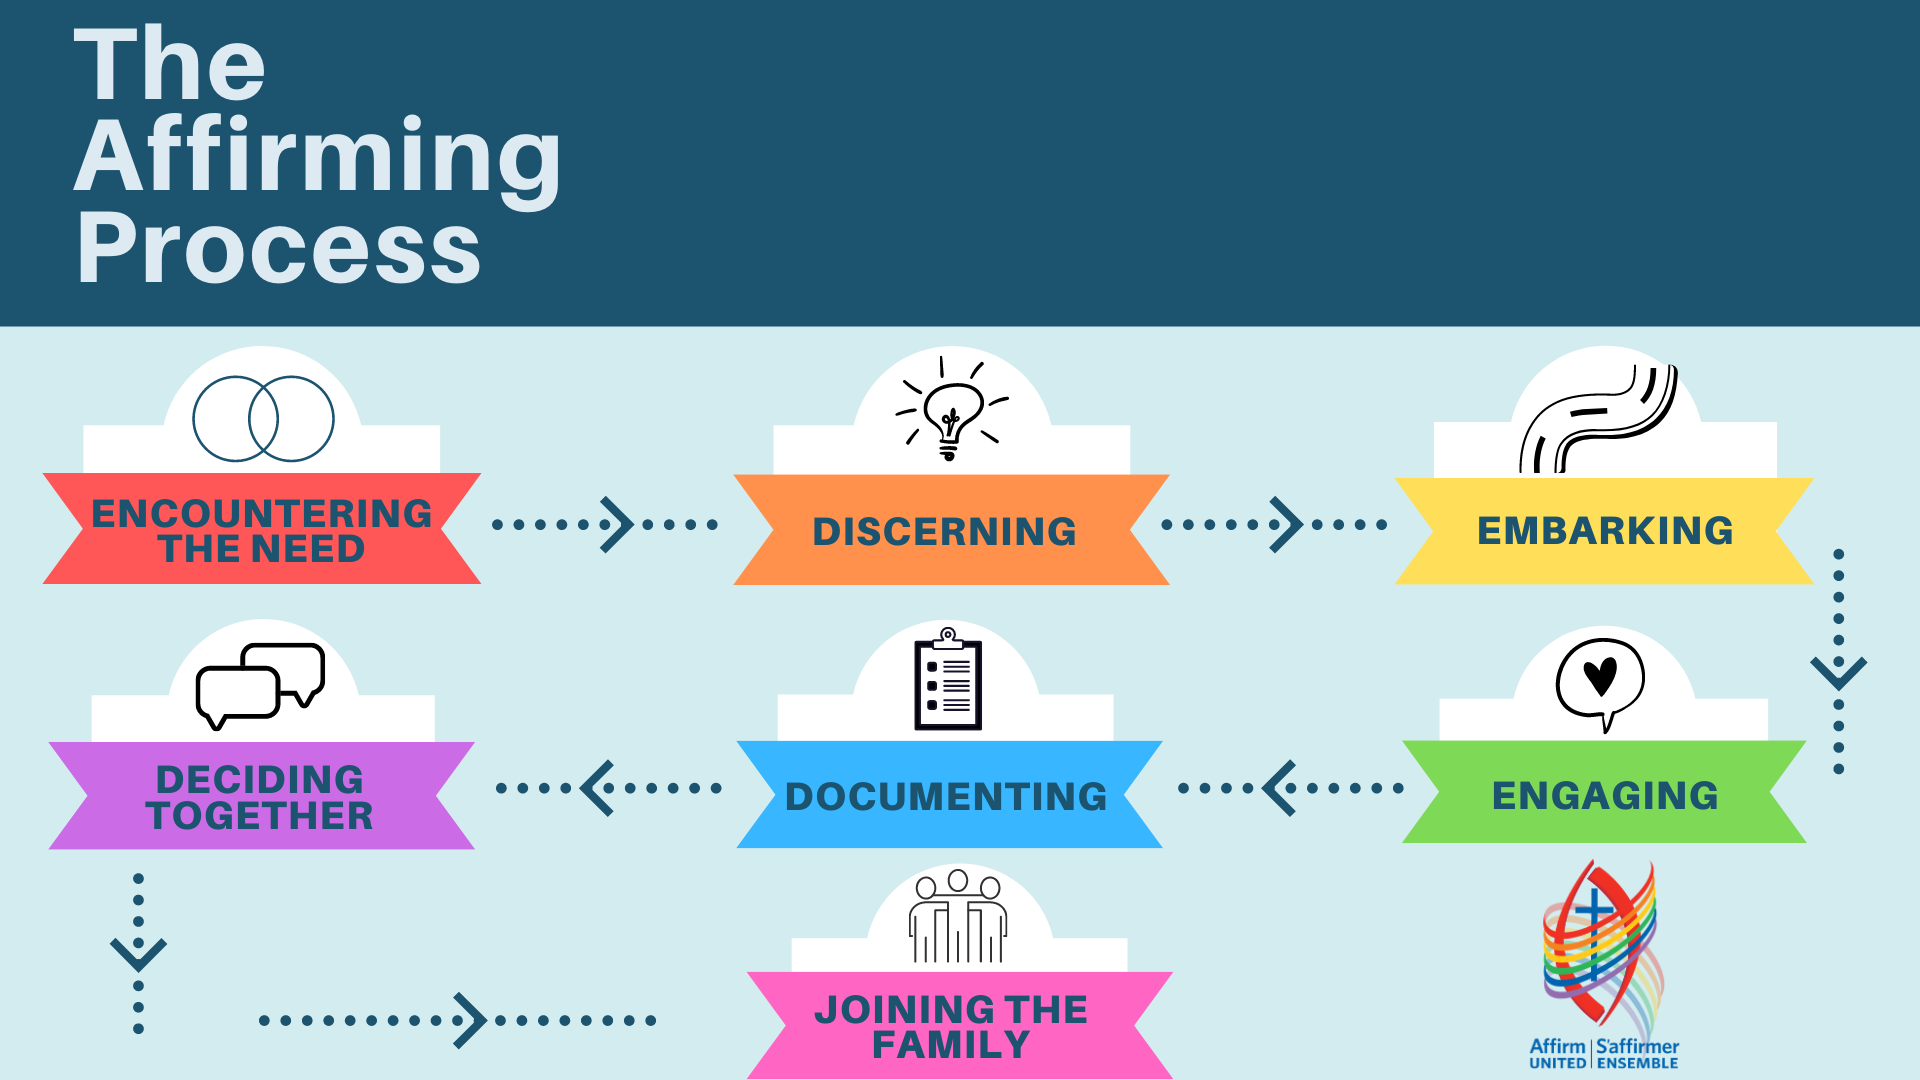 The
Affirming
Process
ENCOUNTERING
THE NEED
DISCERNING
EMBARKING
DECIDING
TOGETHER
DOCUMENTING
ENGAGING
JOINING THE
FAMILY
Affirm | S'affirmer
UNITED | ENSEMBLE